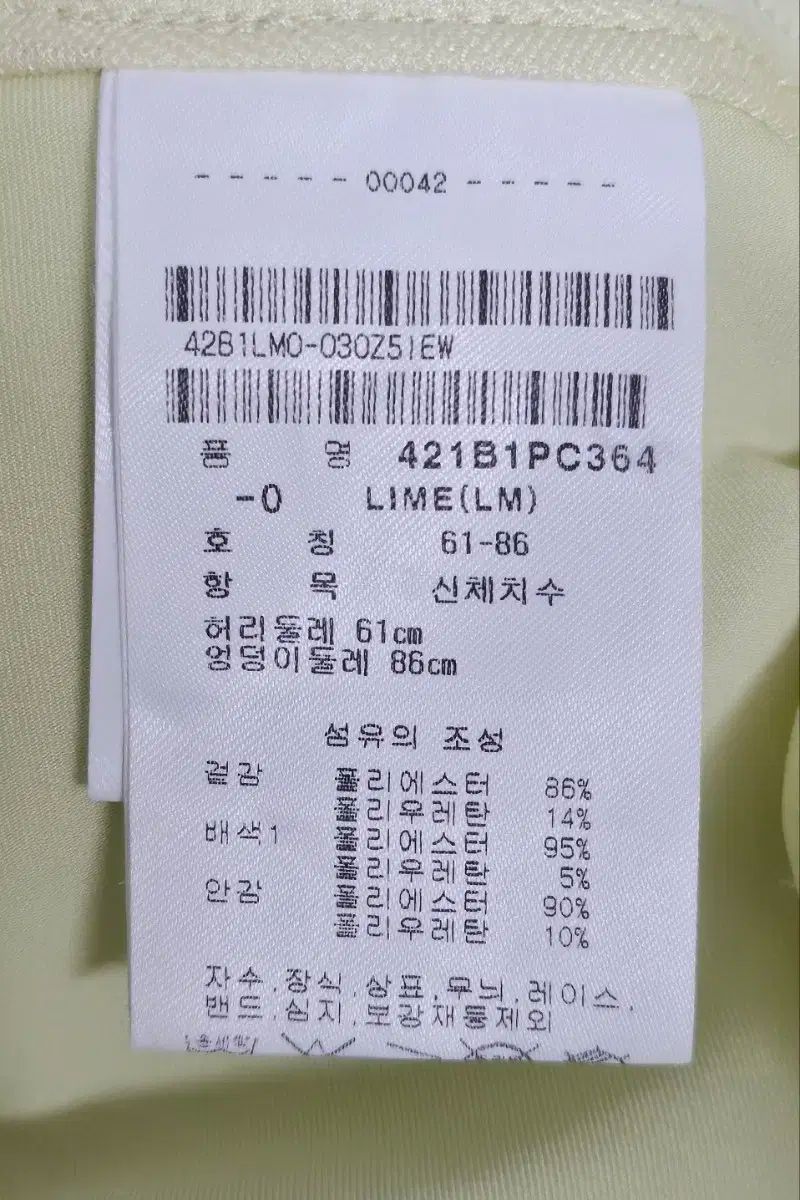 - - - - - 00042 - - - - -
42B1LM0-030Z51EW
품 명 421B1PC364
-0 LIME(LM)
호 칭 61-86
항 목 신체치수
허리둘레 61cm
엉덩이둘레 86cm
섬유의 조성
겉감 폴리에스터 86%
폴리우레탄 14%
배색1 폴리에스터 95%
폴리우레탄 5%
안감 폴리에스터 90%
폴리우레탄 10%
자수,장식,상표,무늬,레이스,
밴드,심지,보강재등제외